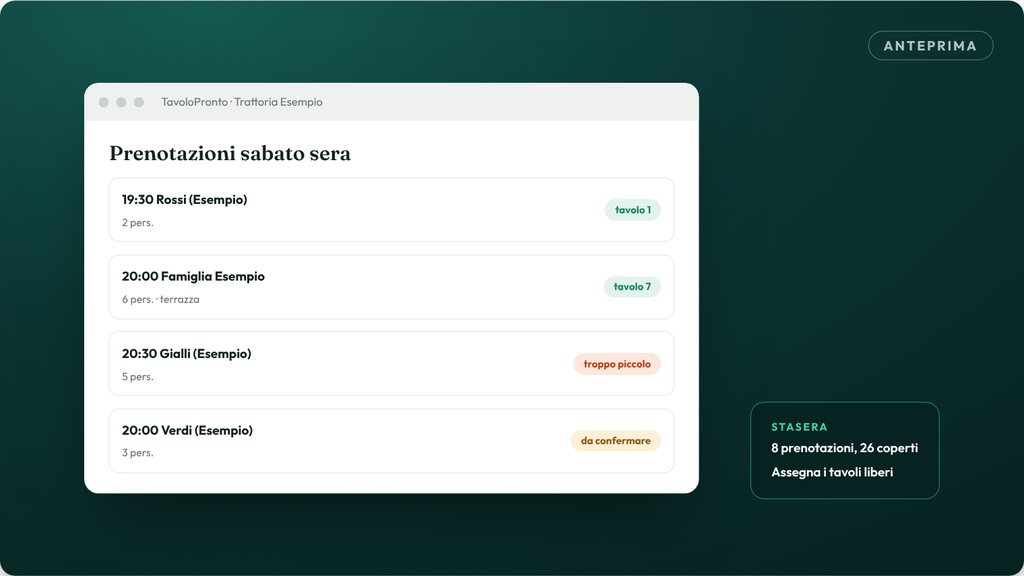 ANTEPRIMA
TavoloPronto · Trattoria Esempio
Prenotazioni sabato sera
19:30 Rossi (Esempio)
2 pers.
tavolo 1
20:00 Famiglia Esempio
6 pers. · terrazza
tavolo 7
20:30 Gialli (Esempio)
5 pers.
troppo piccolo
20:00 Verdi (Esempio)
3 pers.
da confermare
STASERA
8 prenotazioni, 26 coperti
Assegna i tavoli liberi